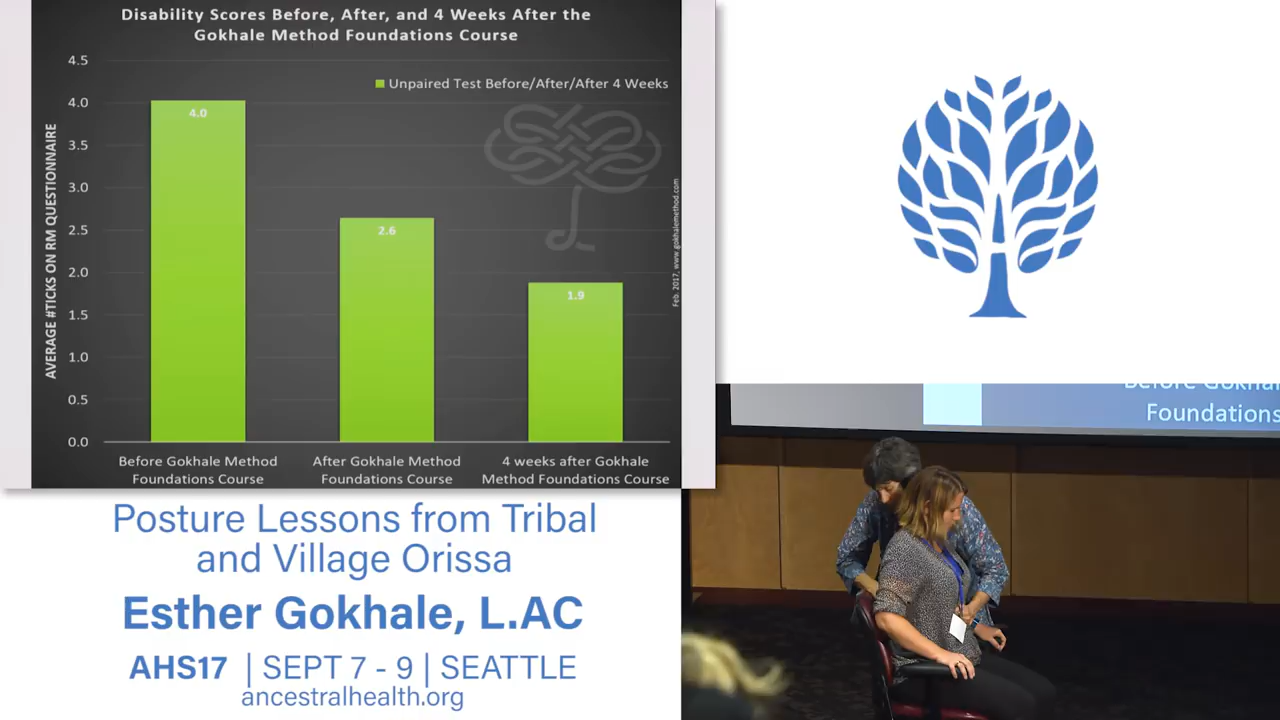 Disability Scores Before, After, and 4 Weeks After the
Gokhale Method Foundations Course
4.5
4.0
3.5
3.0
2.5
2.0
1.5
1.0
0.5
0.0
AVERAGE #TICKS ON RM QUESTIONNAIRE
Unpaired Test Before/After/After 4 Weeks
4.0
2.6
1.9
Before Gokhale Method
Foundations Course
After Gokhale Method
Foundations Course
4 weeks after Gokhale
Method Foundations Course
Feb. 2017, www.gokhalemethod.com
Posture Lessons from Tribal
and Village Orissa
Esther Gokhale, L.AC
AHS17 | SEPT 7 - 9 | SEATTLE
ancestralhealth.org
Before Gokhal
Foundations